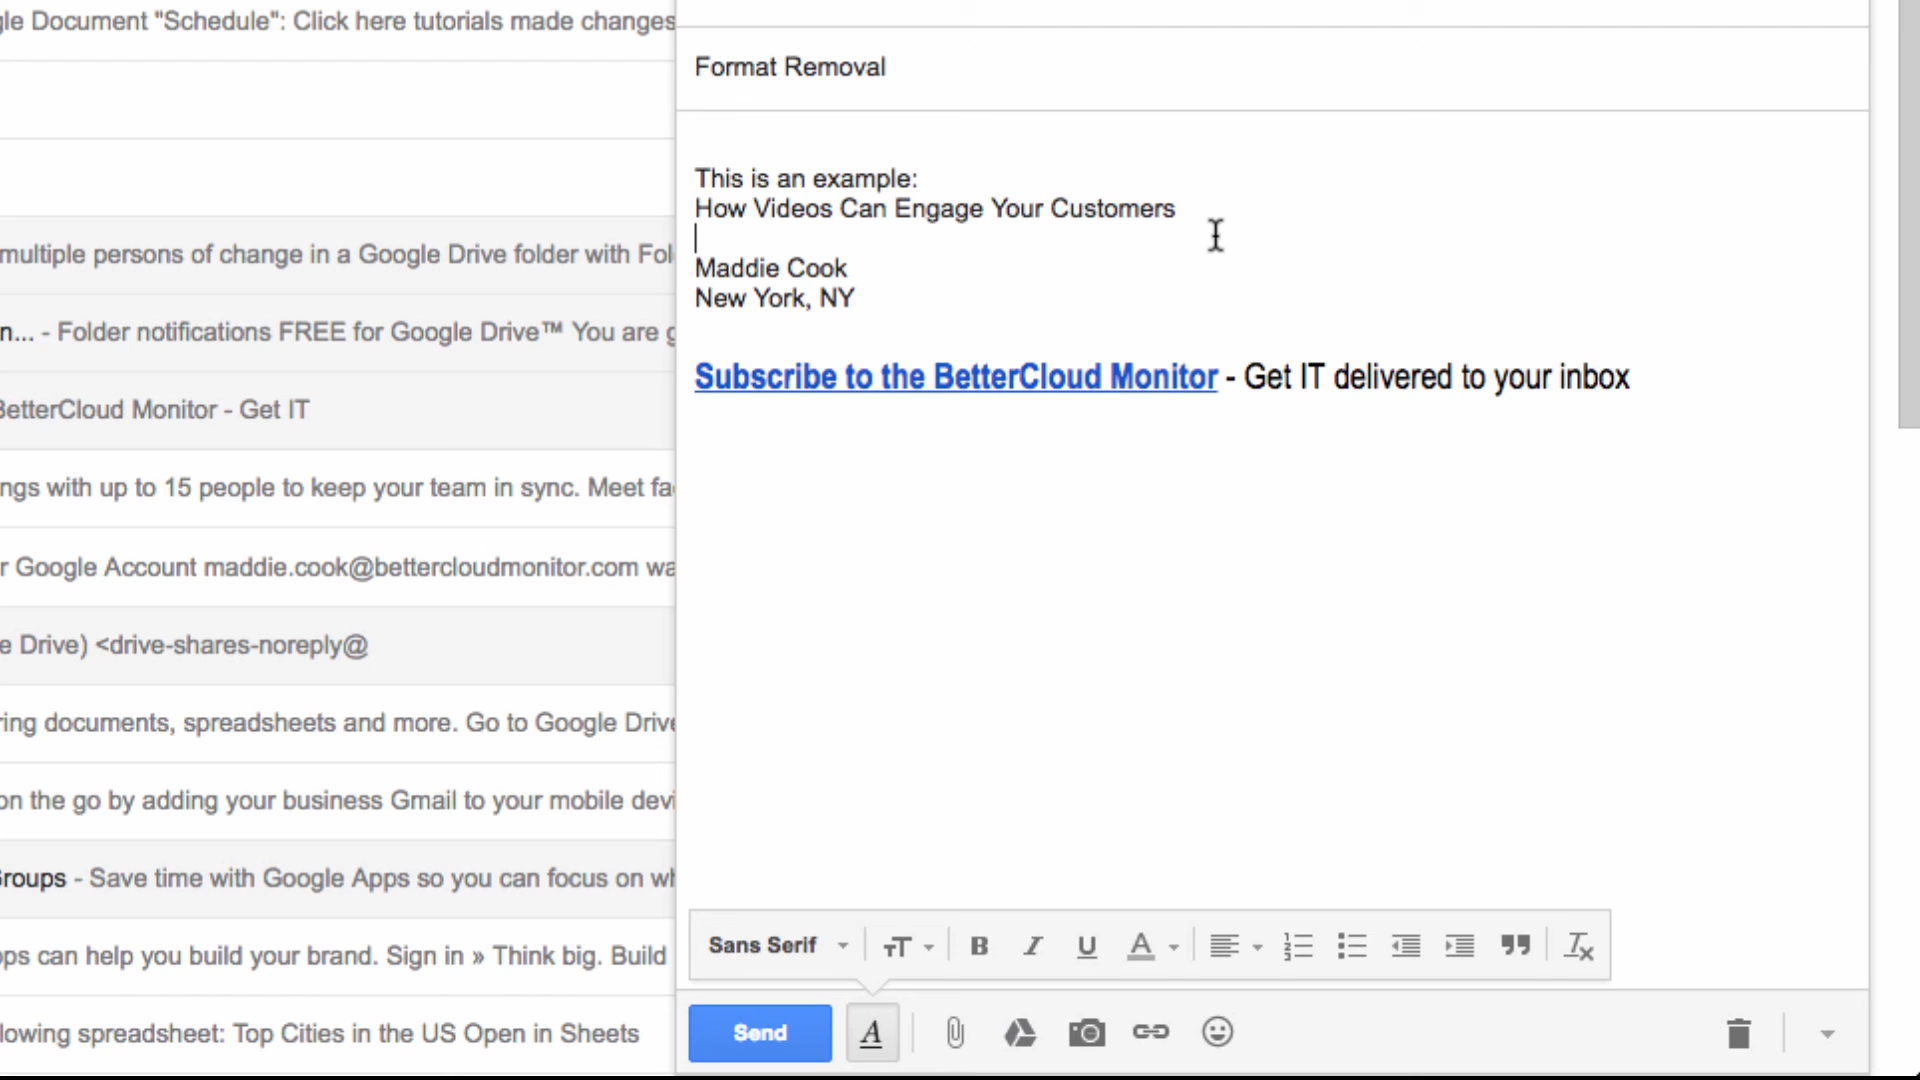 gle Document "Schedule": Click here tutorials made changes
multiple persons of change in a Google Drive folder with Fol
n... - Folder notifications FREE for Google Drive™ You are g
BetterCloud Monitor - Get IT
ngs with up to 15 people to keep your team in sync. Meet fa
r Google Account maddie.cook@bettercloudmonitor.com wa
e Drive) <drive-shares-noreply@
ring documents, spreadsheets and more. Go to Google Drive
on the go by adding your business Gmail to your mobile devi
Groups - Save time with Google Apps so you can focus on wh
ops can help you build your brand. Sign in » Think big. Build
llowing spreadsheet: Top Cities in the US Open in Sheets
Format Removal
This is an example:
How Videos Can Engage Your Customers
Maddie Cook
New York, NY
Subscribe to the BetterCloud Monitor - Get IT delivered to your inbox
Sans Serif
Send